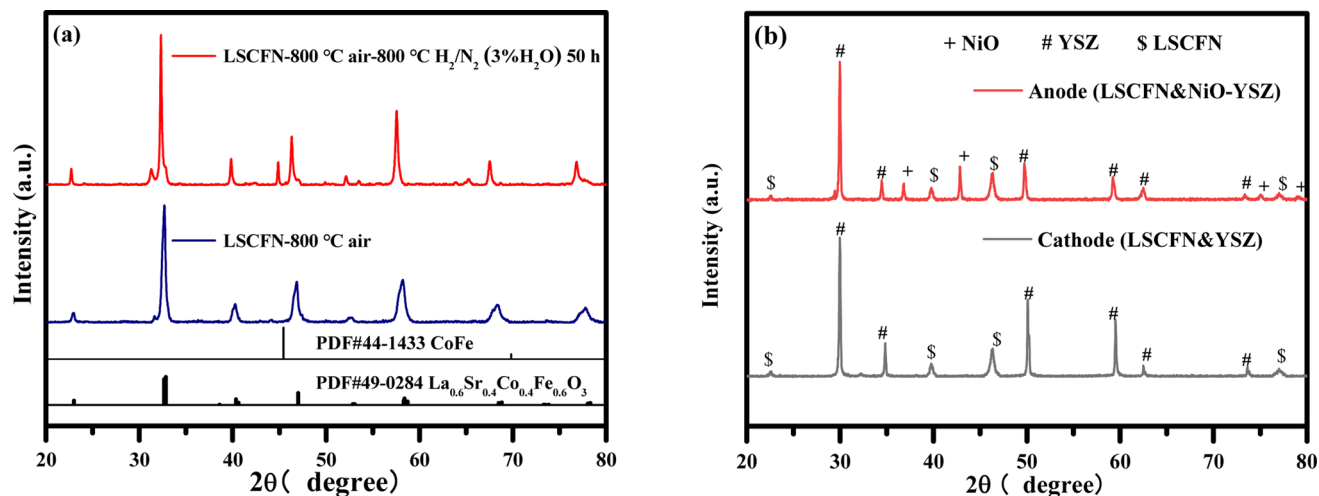 (a)
LSCFN-800 ℃ air-800 ℃ H₂/N₂ (3%H₂O) 50 h
LSCFN-800 ℃ air
PDF#44-1433 CoFe
PDF#49-0284 La₀.₆Sr₀.₄Co₀.₄Fe₀.₆O₃
Intensity (a.u.)
20 30 40 50 60 70 80
2θ( degree)
(b)
+ NiO # YSZ $ LSCFN
Anode (LSCFN&NiO-YSZ)
$ # # + $ + $ # # # # + $ +
Cathode (LSCFN&YSZ)
$ # # $ $ # # # # $
Intensity (a.u.)
20 30 40 50 60 70 80
2θ( degree)